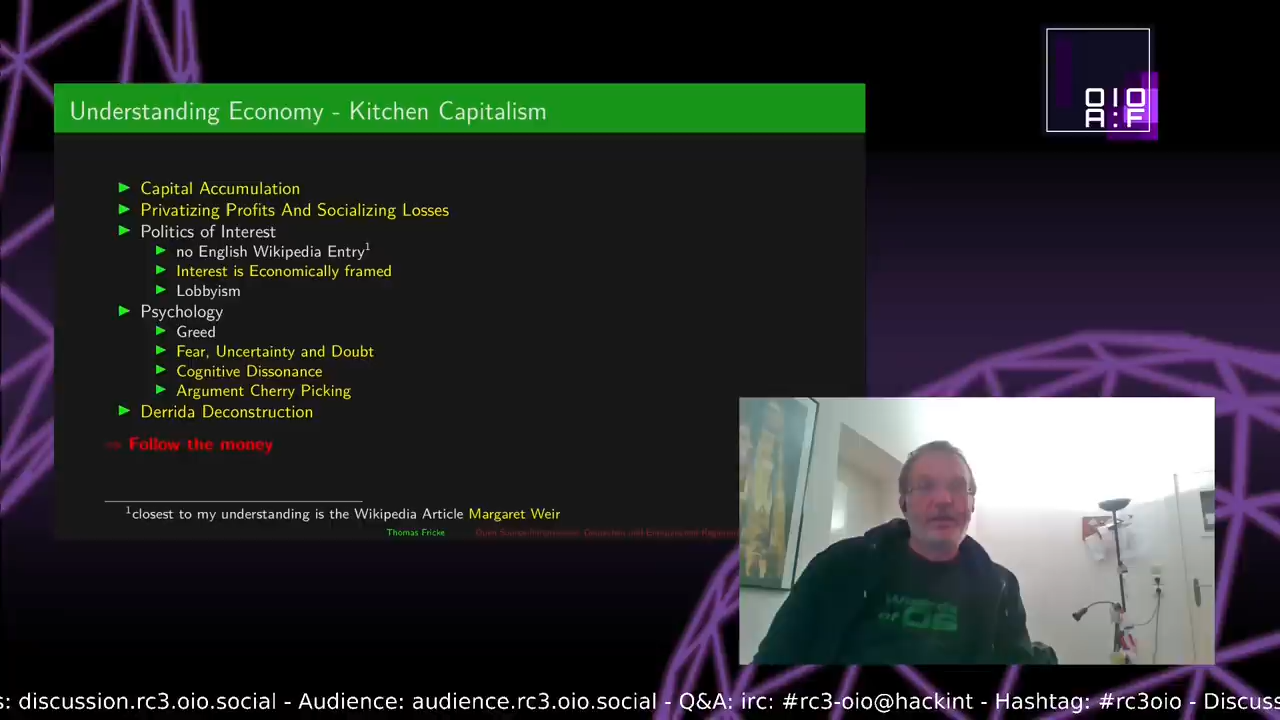 OIO
A:F
Understanding Economy - Kitchen Capitalism
Capital Accumulation
Privatizing Profits And Socializing Losses
Politics of Interest
no English Wikipedia Entry1
Interest is Economically framed
Lobbyism
Psychology
Greed
Fear, Uncertainty and Doubt
Cognitive Dissonance
Argument Cherry Picking
Derrida Deconstruction
⇒ Follow the money
1closest to my understanding is the Wikipedia Article Margaret Weir
Thomas Fricke
of
s: discussion.rc3.oio.social - Audience: audience.rc3.oio.social - Q&A: irc: #rc3-oio@hackint - Hashtag: #rc3oio - Discuss